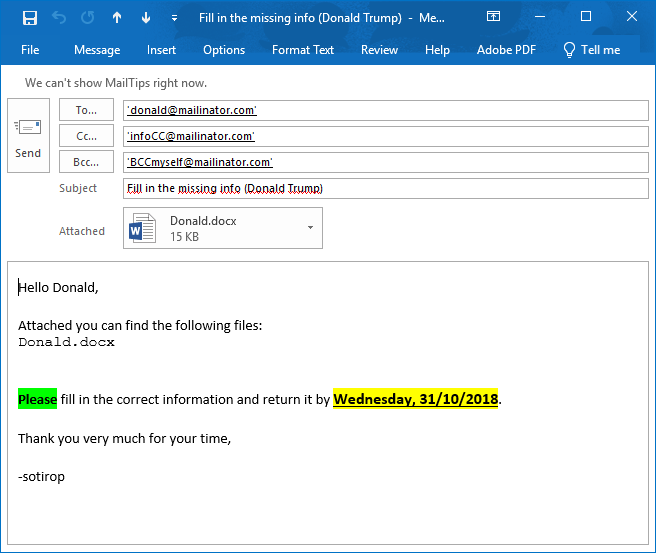 Fill in the missing info (Donald Trump) - Me...
File Message Insert Options Format Text Review Help Adobe PDF Tell me
We can't show MailTips right now.
To... 'donald@mailinator.com'
Cc... 'infoCC@mailinator.com'
Send
Bcc... 'BCCmyself@mailinator.com'
Subject Fill in the missing info (Donald Trump)
Donald.docx
Attached
W
15 KB
Hello Donald,
Attached you can find the following files:
Donald.docx
Please fill in the correct information and return it by Wednesday, 31/10/2018.
Thank you very much for your time,
-sotirop